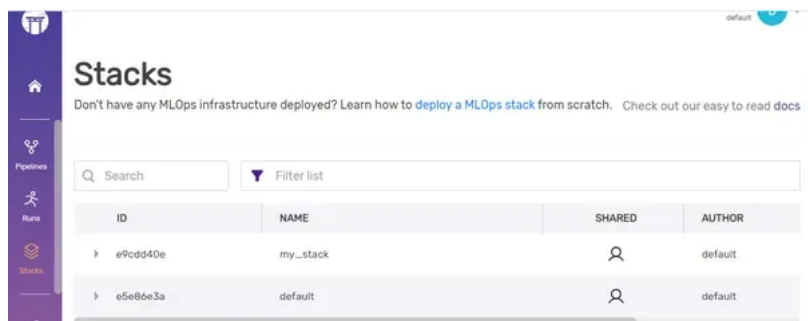 default
Stacks
Don't have any MLOps infrastructure deployed? Learn how to deploy a MLOps stack from scratch. Check out our easy to read docs
Pipelines
Search
Filter list
Runs
ID NAME SHARED AUTHOR
e9cdd40e my_stack default
Stacks
e5e86e3a default default